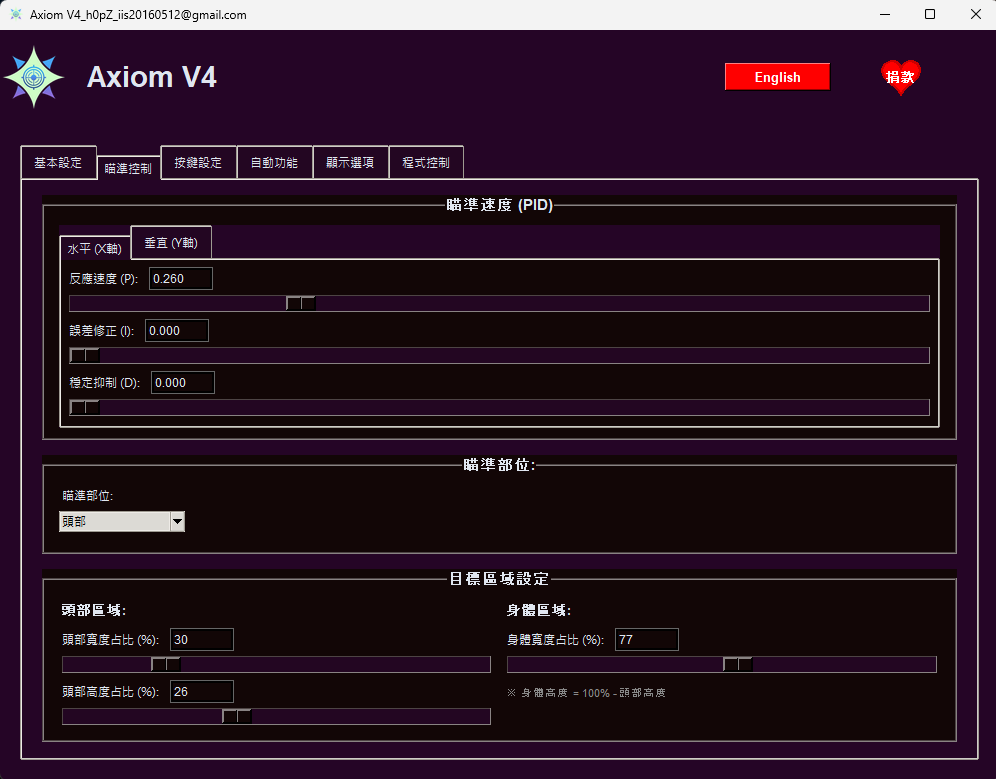 Axiom V4_h0pZ_iis20160512@gmail.com
Axiom V4
English
捐款
基本設定
瞄準控制
按鍵設定
自動功能
顯示選項
程式控制
瞄準速度 (PID)
水平 (X軸)
垂直 (Y軸)
反應速度 (P): 0.260
誤差修正 (I): 0.000
穩定抑制 (D): 0.000
瞄準部位:
瞄準部位:
頭部
目標區域設定
頭部區域:
頭部寬度占比 (%): 30
頭部高度占比 (%): 26
身體區域:
身體寬度占比 (%): 77
※ 身體高度 = 100% - 頭部高度